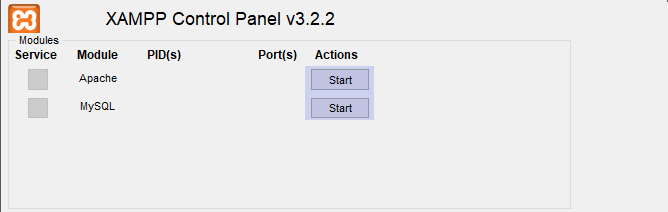 XAMPP Control Panel v3.2.2
Modules
Service Module PID(s) Port(s) Actions
Apache Start
MySQL Start